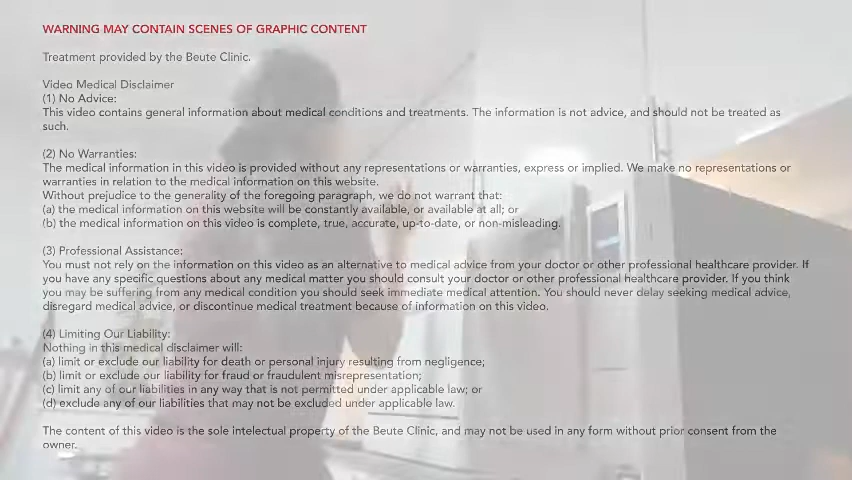 WARNING MAY CONTAIN SCENES OF GRAPHIC CONTENT
Treatment provided by the Beute Clinic.
Video Medical Disclaimer
(1) No Advice:
This video contains general information about medical conditions and treatments. The information is not advice, and should not be treated as
such.
(2) No Warranties:
The medical information in this video is provided without any representations or warranties, express or implied. We make no representations or
warranties in relation to the medical information on this website.
Without prejudice to the generality of the foregoing paragraph, we do not warrant that:
(a) the medical information on this website will be constantly available, or available at all; or
(b) the medical information on this video is complete, true, accurate, up-to-date, or non-misleading.
(3) Professional Assistance:
You must not rely on the information on this video as an alternative to medical advice from your doctor or other professional healthcare provider. If
you have any specific questions about any medical matter you should consult your doctor or other professional healthcare provider. If you think
you may be suffering from any medical condition you should seek immediate medical attention. You should never delay seeking medical advice,
disregard medical advice, or discontinue medical treatment because of information on this video.
(4) Limiting Our Liability:
Nothing in this medical disclaimer will:
(a) limit or exclude our liability for death or personal injury resulting from negligence;
(b) limit or exclude our liability for fraud or fraudulent misrepresentation;
(c) limit any of our liabilities in any way that is not permitted under applicable law; or
(d) exclude any of our liabilities that may not be excluded under applicable law.
The content of this video is the sole intelectual property of the Beute Clinic, and may not be used in any form without prior consent from the
owner.